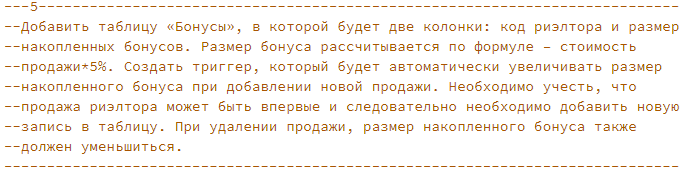 ---5----------------------------------------------------------------------------
--Добавить таблицу «Бонусы», в которой будет две колонки: код риэлтора и размер
--накопленных бонусов. Размер бонуса рассчитывается по формуле – стоимость
--продажи*5%. Создать триггер, который будет автоматически увеличивать размер
--накопленного бонуса при добавлении новой продажи. Необходимо учесть, что
--продажа риэлтора может быть впервые и следовательно необходимо добавить новую
--запись в таблицу. При удалении продажи, размер накопленного бонуса также
--должен уменьшиться.
--------------------------------------------------------------------------------